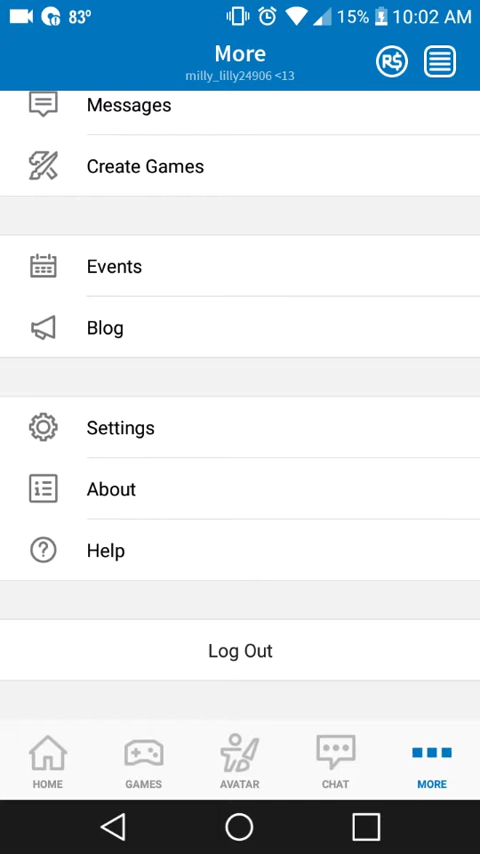 83º 15% 10:02 AM
More
milly_lilly24906 <13
R$
Messages
Create Games
Events
Blog
Settings
About
Help
Log Out
HOME GAMES AVATAR CHAT MORE